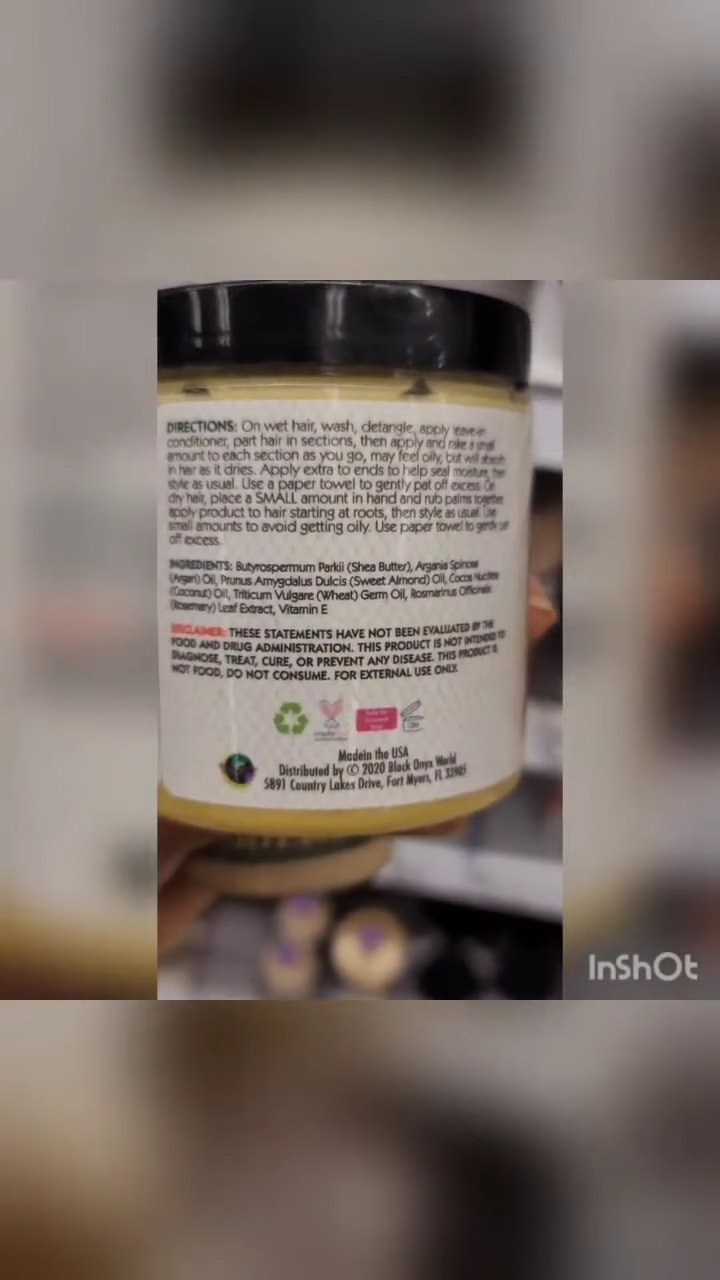 DIRECTIONS: On wet hair, wash, detangle, apply leave-in
conditioner, part hair in sections, then apply and rake a small
amount to each section as you go, may feel oily, but will absorb
in hair as it dries. Apply extra to ends to help seal moisture, then
style as usual. Use a paper towel to gently pat off excess. On
dry hair, place a SMALL amount in hand and rub palms together
apply product to hair starting at roots, then style as usual. Use
small amounts to avoid getting oily. Use paper towel to gently pat
off excess.
INGREDIENTS: Butyrospermum Parkii (Shea Butter), Argania Spinosa
(Argan) Oil, Prunus Amygdalus Dulcis (Sweet Almond) Oil, Cocos Nucifera
(Coconut) Oil, Triticum Vulgare (Wheat) Germ Oil, Rosmarinus Officinalis
(Rosemary) Leaf Extract, Vitamin E
DISCLAIMER: THESE STATEMENTS HAVE NOT BEEN EVALUATED BY THE
FOOD AND DRUG ADMINISTRATION. THIS PRODUCT IS NOT INTENDED TO
DIAGNOSE, TREAT, CURE, OR PREVENT ANY DISEASE. THIS PRODUCT IS
NOT FOOD, DO NOT CONSUME. FOR EXTERNAL USE ONLY.
Madein the USA
Distributed by © 2020 Black Onyx World
5891 Country Lakes Drive, Fort Myers, FL 33905
InShOt